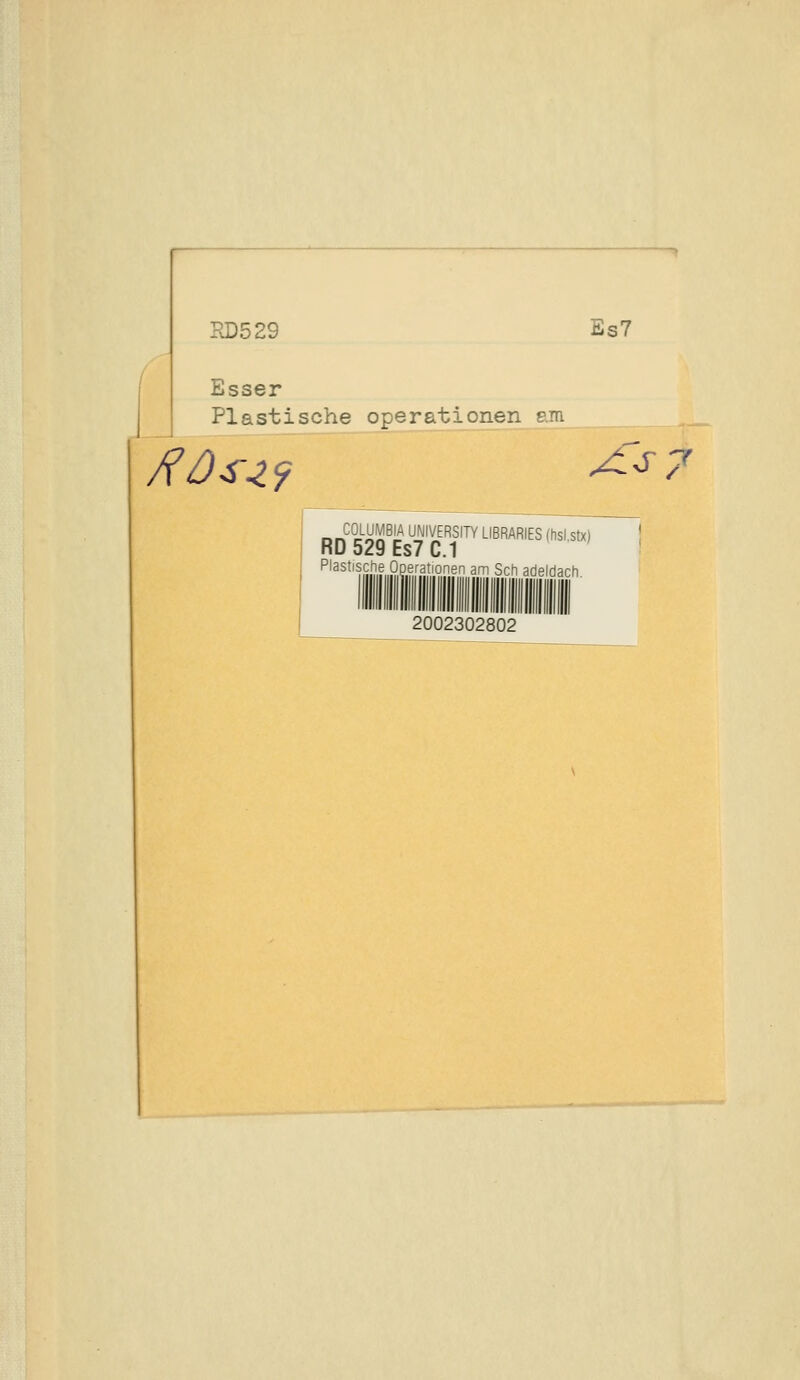 RD529 Es7
Esser
Plastische operationen am
RD529 Es7
COLUMBIA UNIVERSITY LIBRARIES (hsl,stx)
RD 529 Es7 C.1
Plastische Operationen am Sch adeldach.
2002302802